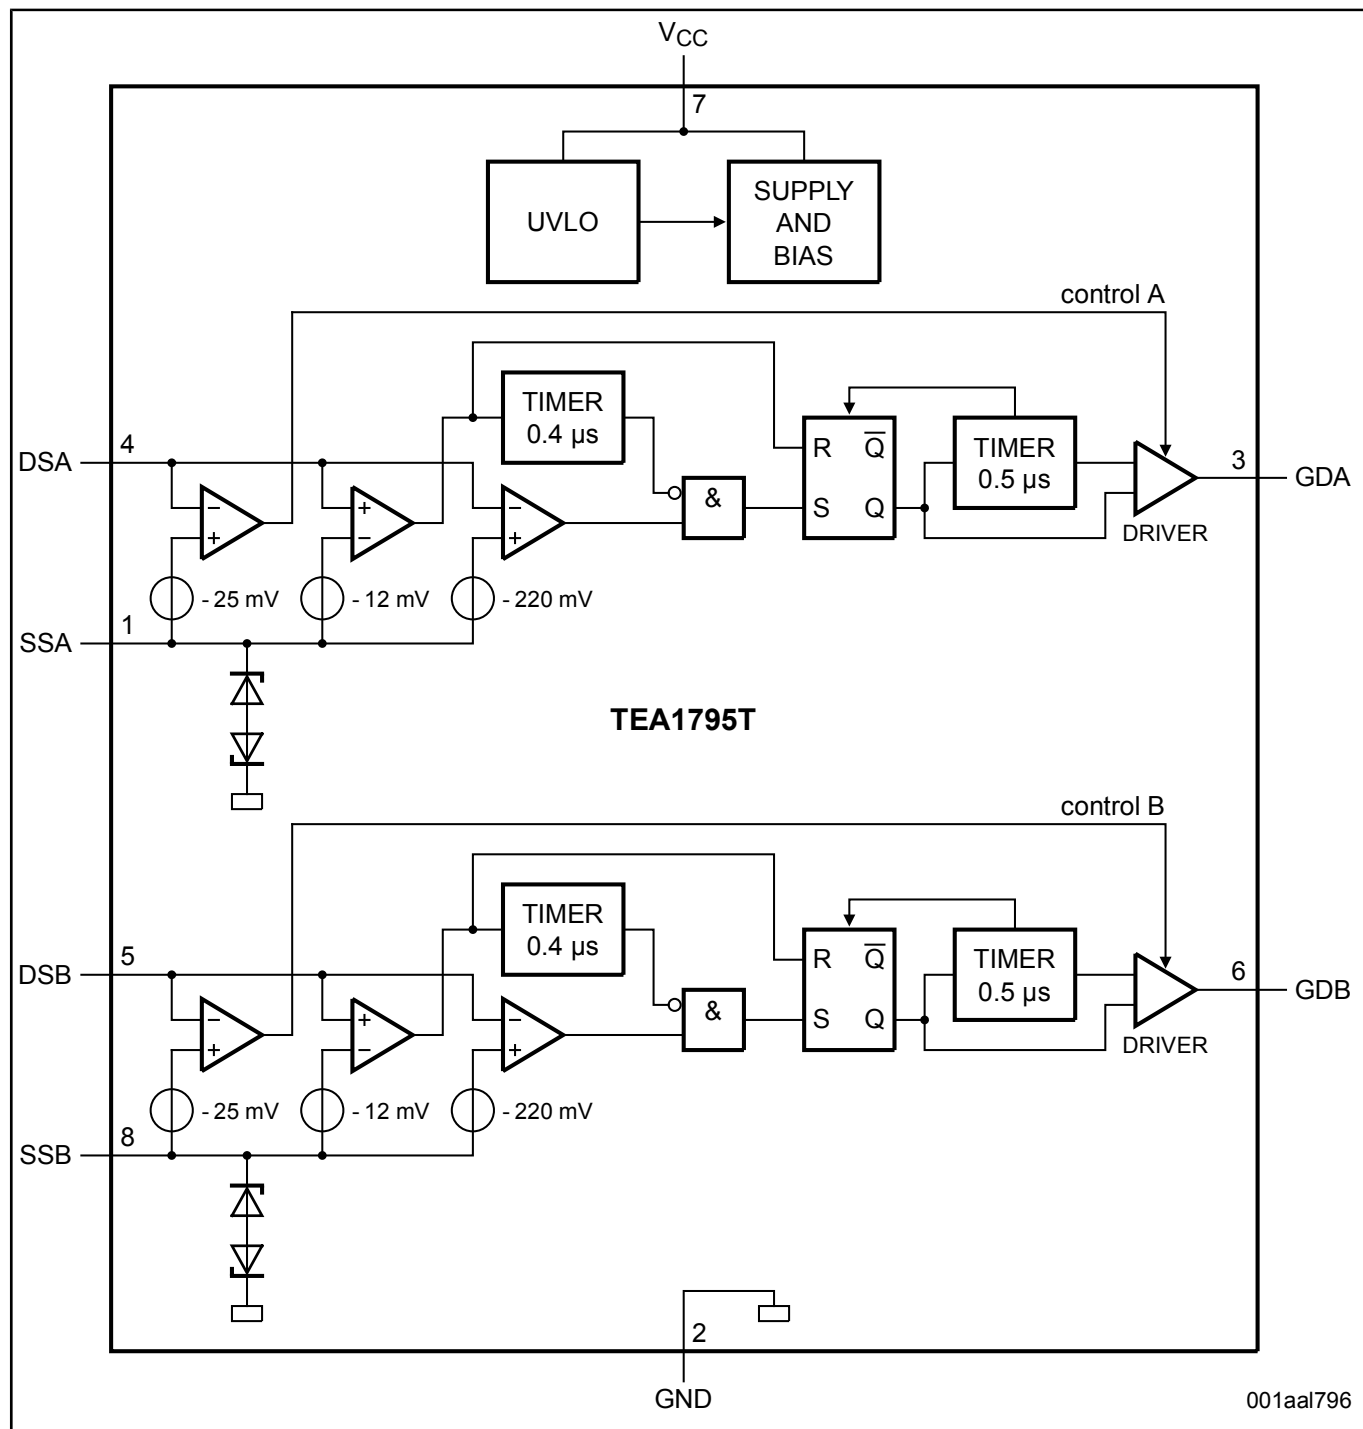 VCC
7
UVLO
SUPPLY
AND
BIAS
control A
TIMER
0.4 µs
R Q̅
S Q
TIMER
0.5 µs
&
4
DSA
3
GDA
DRIVER
− +
+ −
− +
- 25 mV
- 12 mV
- 220 mV
1
SSA
TEA1795T
control B
TIMER
0.4 µs
R Q̅
S Q
TIMER
0.5 µs
&
5
DSB
6
GDB
DRIVER
− +
+ −
− +
- 25 mV
- 12 mV
- 220 mV
8
SSB
2
GND
001aal796